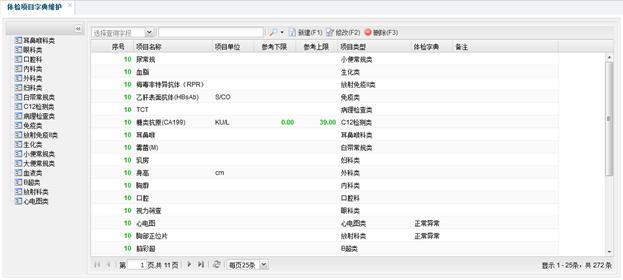 体检项目字典维护
选择查询字段 新建(F1) 修改(F2) 删除(F3)
耳鼻喉科类
眼科类
口腔科
内科类
外科类
妇科类
白带常规类
C12检测类
病理检查类
免疫类
放射免疫II类
生化类
小便常规类
大便常规类
血液类
B超类
放射科类
心电图类
序号 项目名称 项目单位 参考下限 参考上限 项目类型 体检字典 备注
10 尿常规 小便常规类
10 血脂 生化类
10 梅毒非特异抗体（RPR） 放射免疫II类
10 乙肝表面抗体(HBsAb) S/CO 免疫类
10 TCT 病理检查类
10 糖类抗原(CA199) KU/L 0.00 39.00 C12检测类
10 耳鼻喉 耳鼻喉科类
10 霉菌(M) 白带常规类
10 乳房 妇科类
10 身高 cm 外科类
10 胸廓 内科类
10 口腔 口腔科
10 视力筛查 眼科类
10 心电图 心电图类 正常异常
10 胸部正位片 放射科类 正常异常
10 脑彩超 B超类
第 1 页,共 11 页 每页25条 显示 1 - 25条，共 272 条